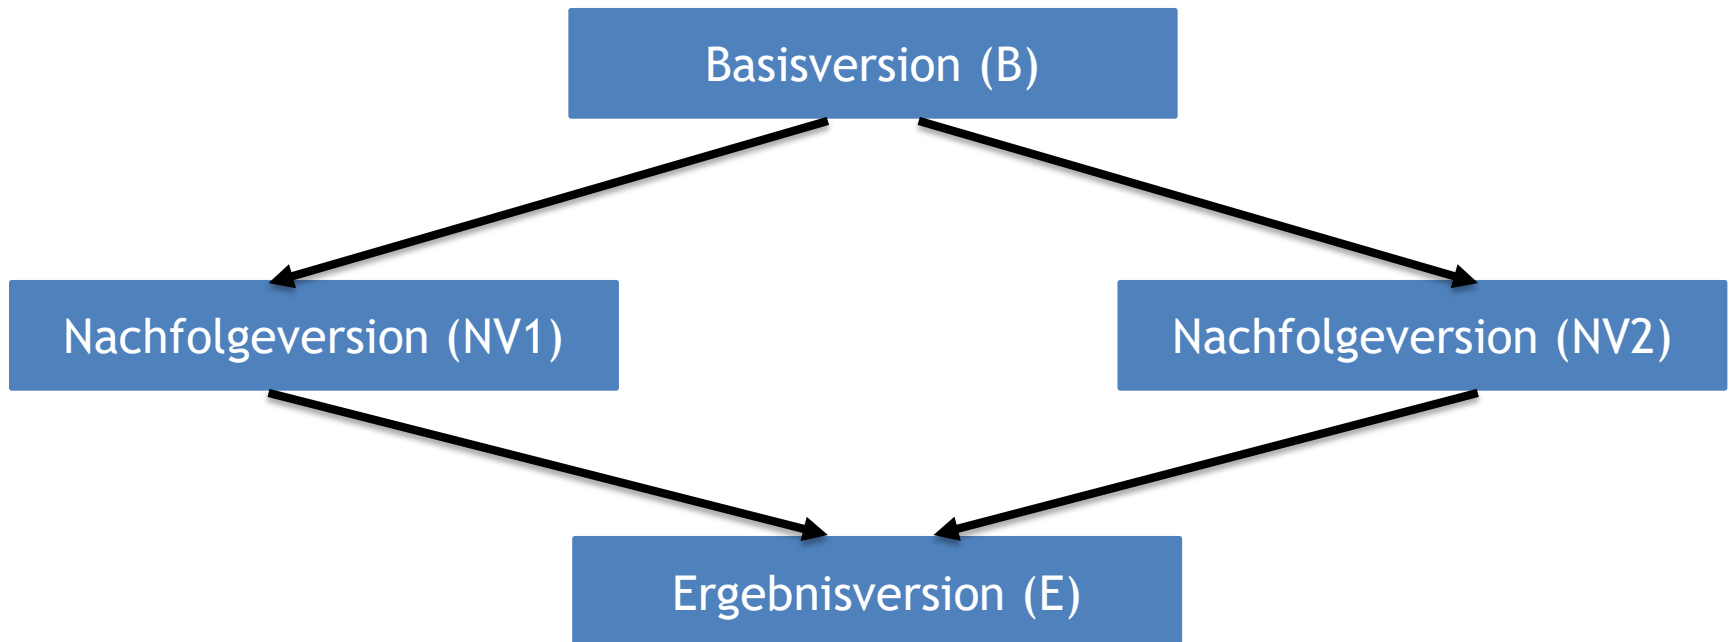 Basisversion (B)
Nachfolgeversion (NV1)
Nachfolgeversion (NV2)
Ergebnisversion (E)